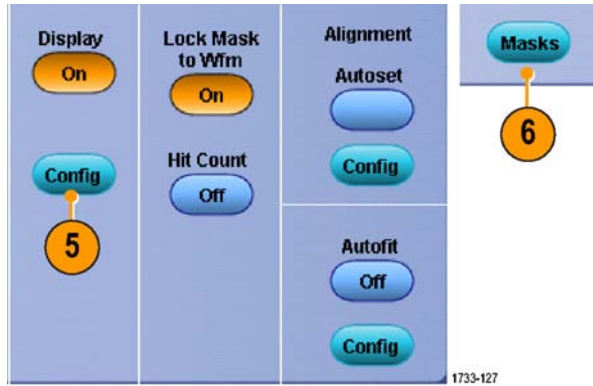 Display
On
Config
5
Lock Mask
to Wfm
On
Hit Count
Off
Alignment
Autoset
Config
Autofit
Off
Config
Masks
6
1733-127